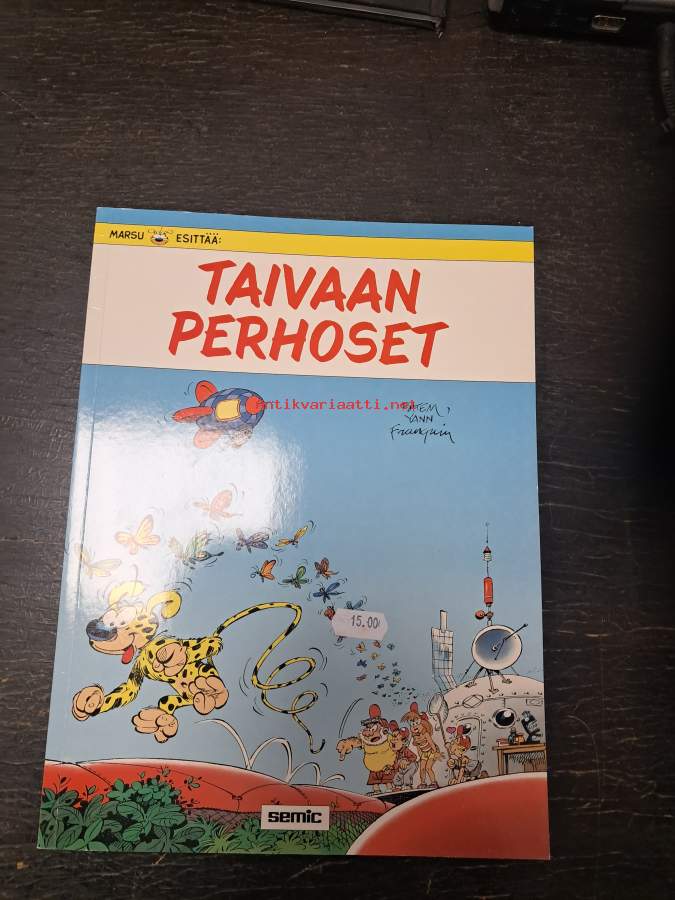 MARSU ESITTÄÄ:
TAIVAAN
PERHOSET
antikvariaatti.net
BATEM,
YANN
Franquin
15.00
semic